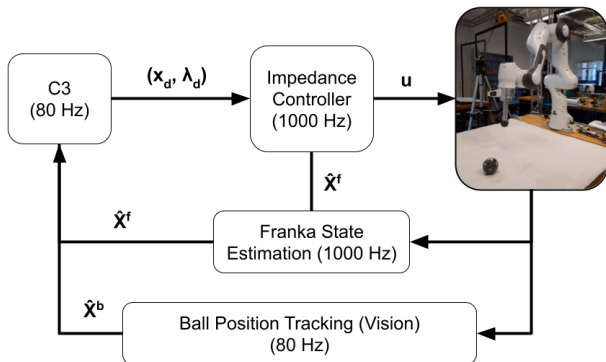 C3
(80 Hz)
(x_d, λ_d)
Impedance
Controller
(1000 Hz)
u
X̂ᶠ
X̂ᶠ
Franka State
Estimation (1000 Hz)
X̂ᵇ
Ball Position Tracking (Vision)
(80 Hz)